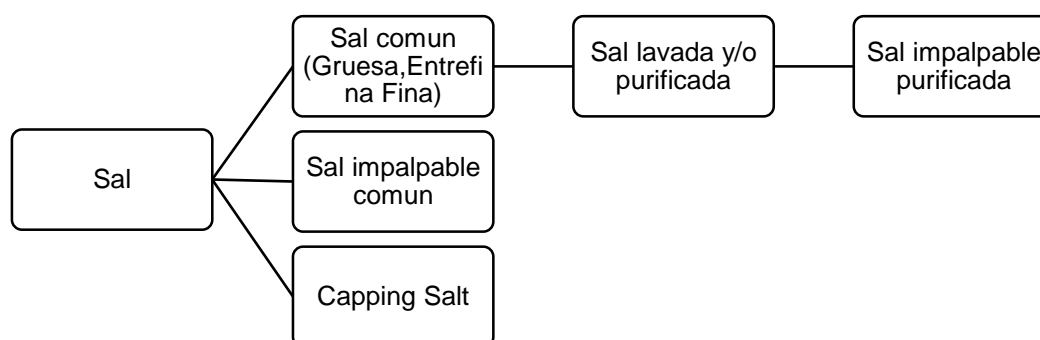 Sal comun
(Gruesa,Entrefi
na Fina)
Sal lavada y/o
purificada
Sal impalpable
purificada
Sal
Sal impalpable
comun
Capping Salt